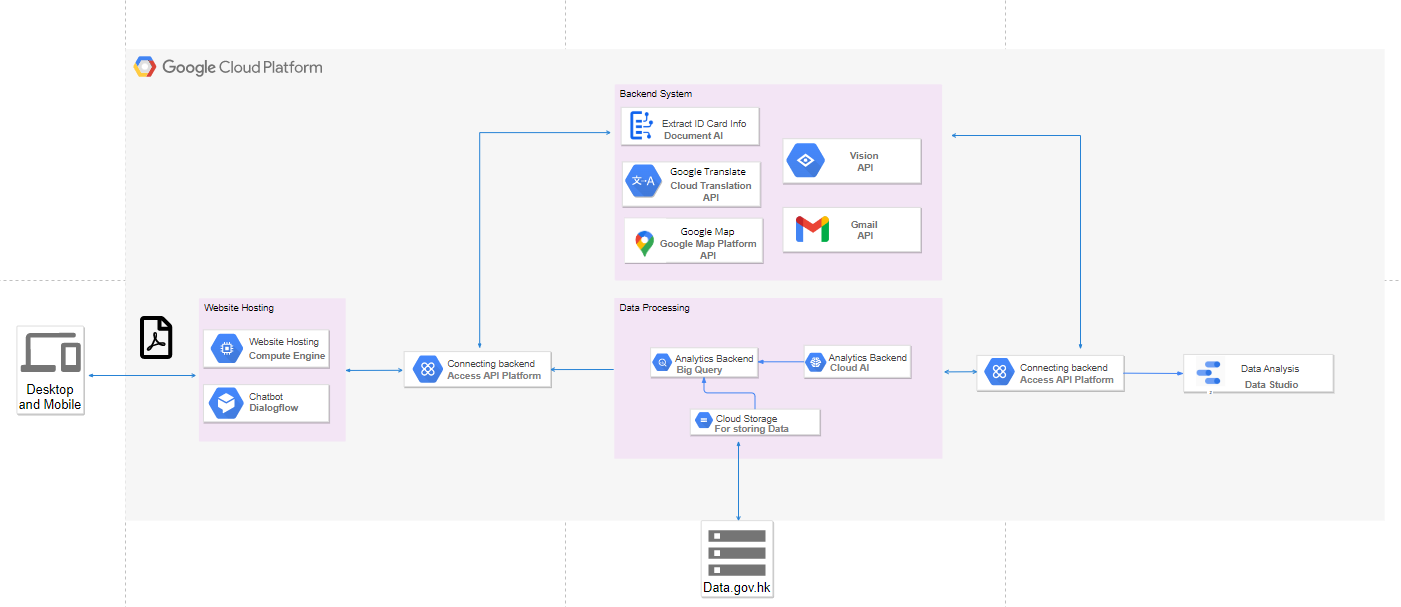 Google Cloud Platform
Backend System
Extract ID Card Info
Document AI
Google Translate
Cloud Translation
API
文→A
Google Map
Google Map Platform
API
Vision
API
Gmail
API
Desktop
and Mobile
Website Hosting
Website Hosting
Compute Engine
Chatbot
Dialogflow
Connecting backend
Access API Platform
Data Processing
Analytics Backend
Big Query
Analytics Backend
Cloud AI
Cloud Storage
For storing Data
Connecting backend
Access API Platform
Data Analysis
Data Studio
Data.gov.hk